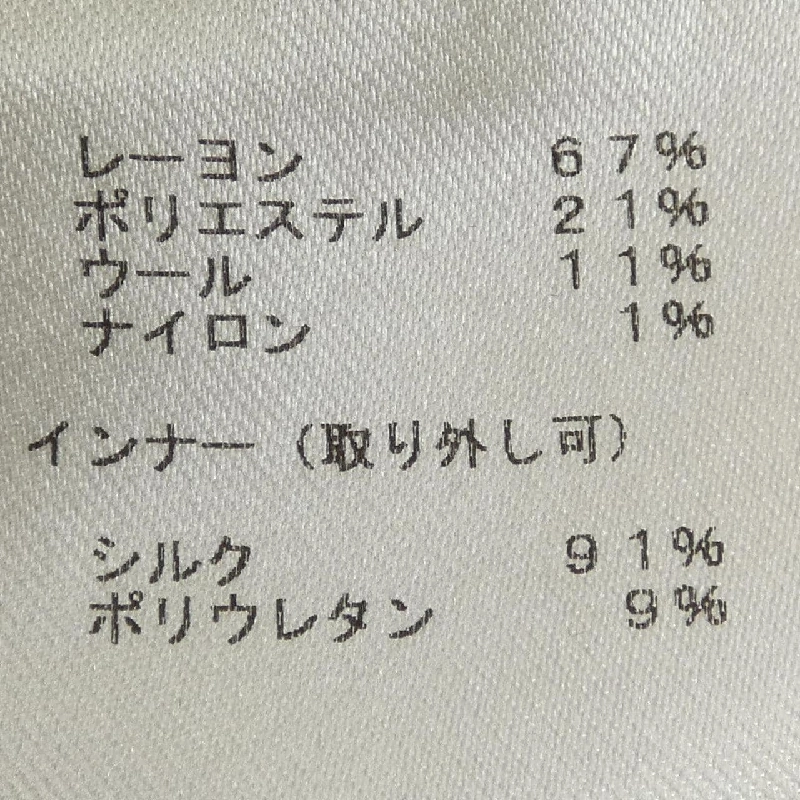 レーヨン 67%
ポリエステル 21%
ウール 11%
ナイロン 1%
インナー（取り外し可）
シルク 91%
ポリウレタン 9%